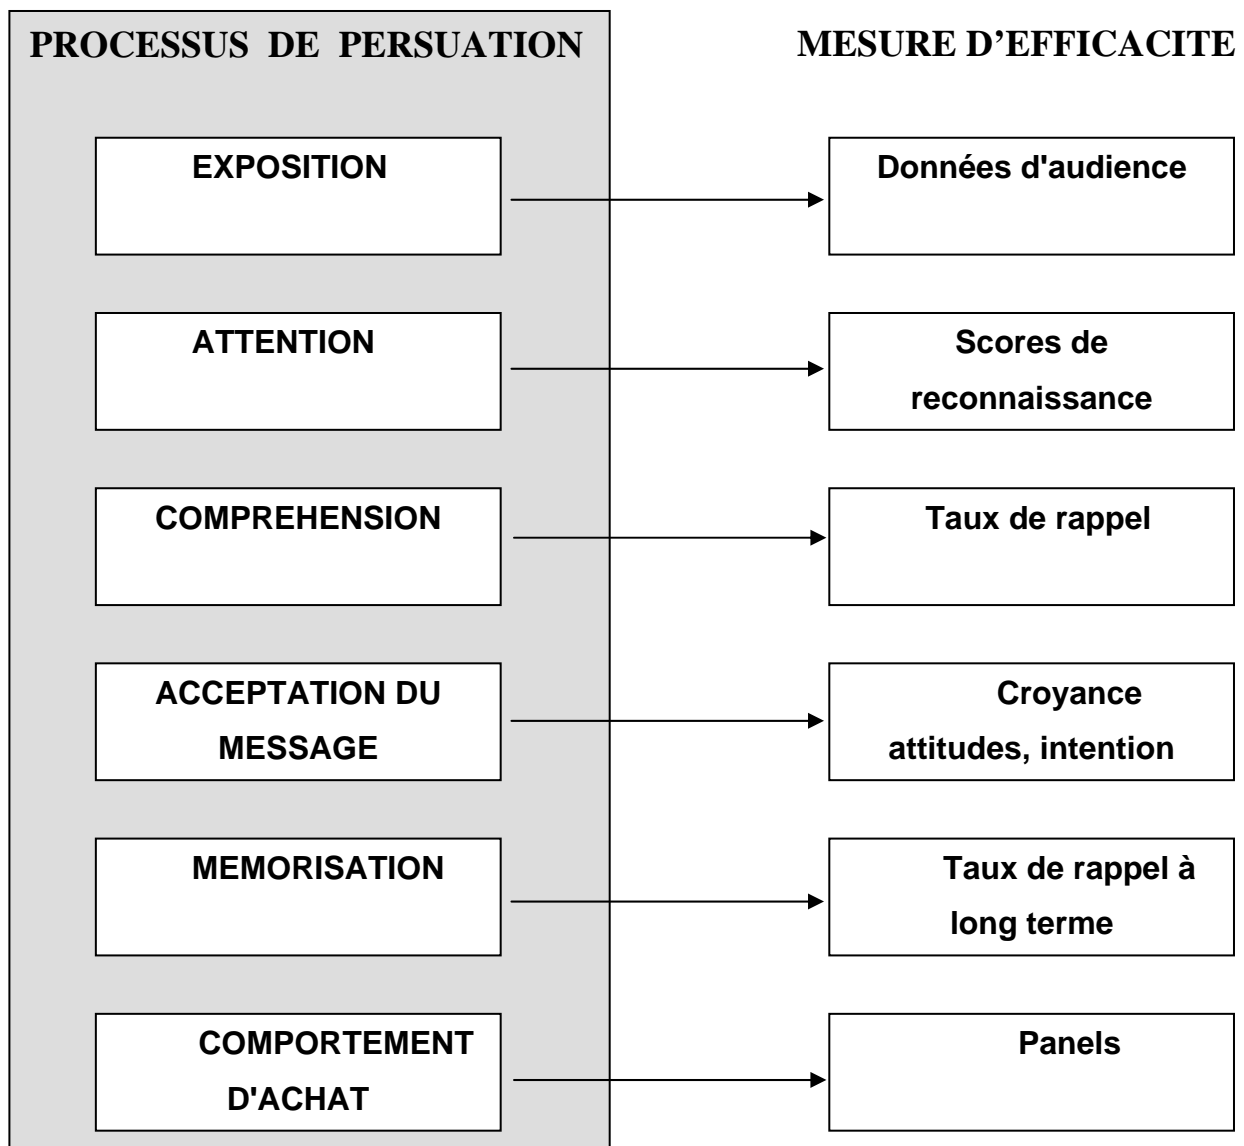 PROCESSUS DE PERSUATION
MESURE D'EFFICACITE
EXPOSITION
Données d'audience
ATTENTION
Scores de
reconnaissance
COMPREHENSION
Taux de rappel
ACCEPTATION DU
MESSAGE
Croyance
attitudes, intention
MEMORISATION
Taux de rappel à
long terme
COMPORTEMENT
D'ACHAT
Panels